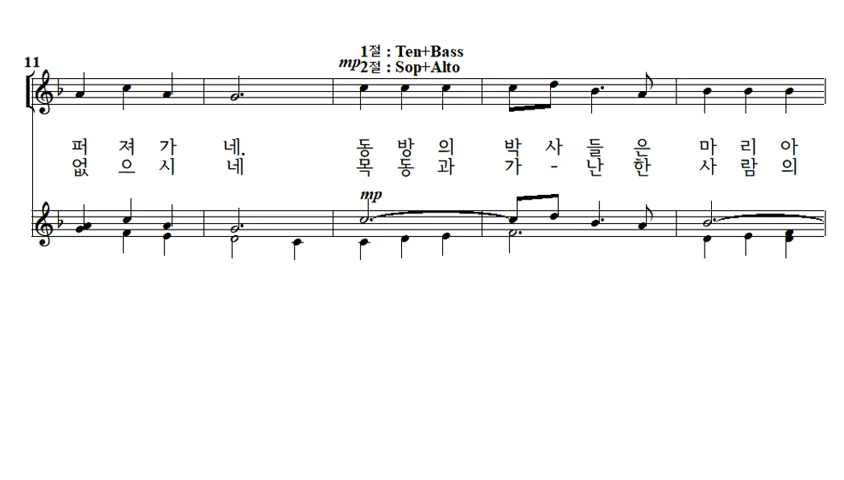 11
1절 : Ten+Bass
mp
2절 : Sop+Alto
퍼 져 가 네. 동 방 의 박 사 들 은 마 리 아
없 으 시 네 목 동 과 가 - 난 한 사 람 의
mp